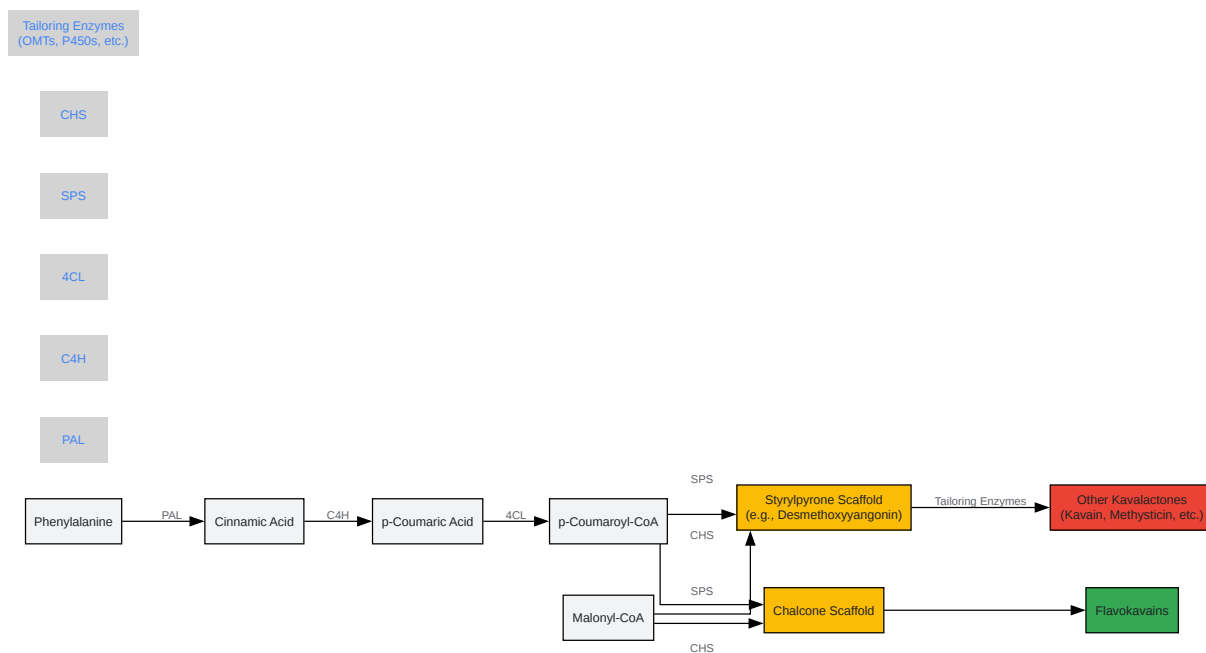 Tailoring Enzymes
(OMTs, P450s, etc.)
CHS
SPS
4CL
C4H
PAL
Phenylalanine
PAL
Cinnamic Acid
C4H
p-Coumaric Acid
4CL
p-Coumaroyl-CoA
SPS
CHS
Styrylpyrone Scaffold
(e.g., Desmethoxyyangonin)
Tailoring Enzymes
Other Kavalactones
(Kavain, Methysticin, etc.)
Malonyl-CoA
SPS
CHS
Chalcone Scaffold
Flavokavains